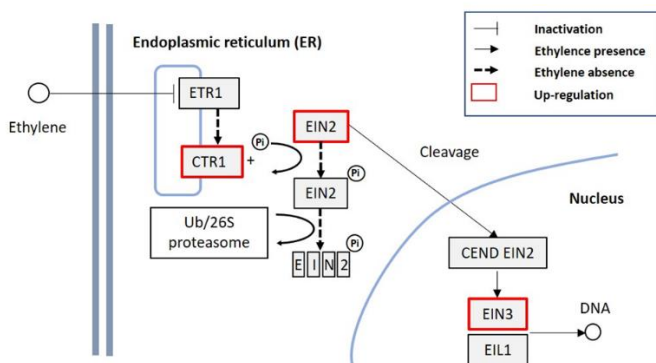 Inactivation
Ethylence presence
Ethylene absence
Up-regulation
Endoplasmic reticulum (ER)
Ethylene
ETR1
CTR1
+
Pi
EIN2
Pi
EIN2
Ub/26S
proteasome
Pi
E I N 2
Cleavage
Nucleus
CEND EIN2
EIN3
EIL1
DNA